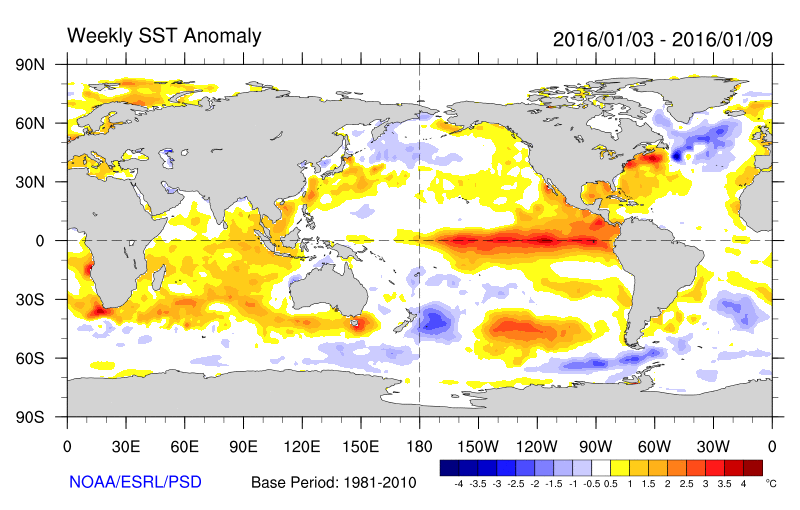 Weekly SST Anomaly 2016/01/03 - 2016/01/09
90N
60N
30N
0
30S
60S
90S
0 30E 60E 90E 120E 150E 180 150W 120W 90W 60W 30W 0
NOAA/ESRL/PSD Base Period: 1981-2010
-4 -3.5 -3 -2.5 -2 -1.5 -1 -0.5 0.5 1 1.5 2 2.5 3 3.5 4 °C